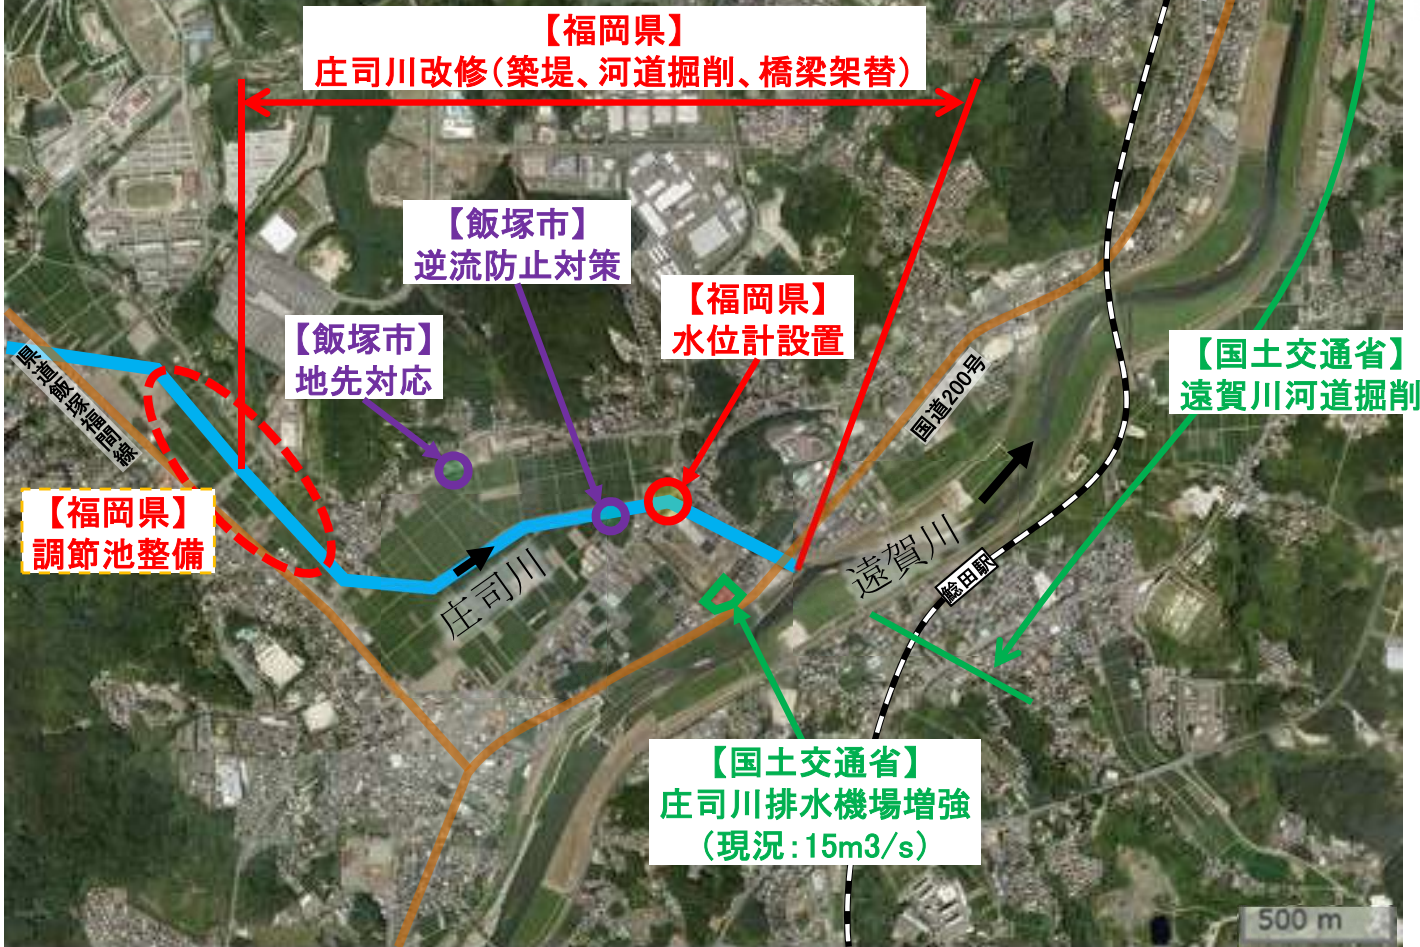 【福岡県】
庄司川改修（築堤、河道掘削、橋梁架替）
【飯塚市】
逆流防止対策
【福岡県】
水位計設置
【飯塚市】
地先対応
【国土交通省】
遠賀川河道掘削
県道飯塚福間線
国道200号
【福岡県】
調節池整備
庄司川
遠賀川
鯰田駅
【国土交通省】
庄司川排水機場増強
（現況：15m3/s）
500 m